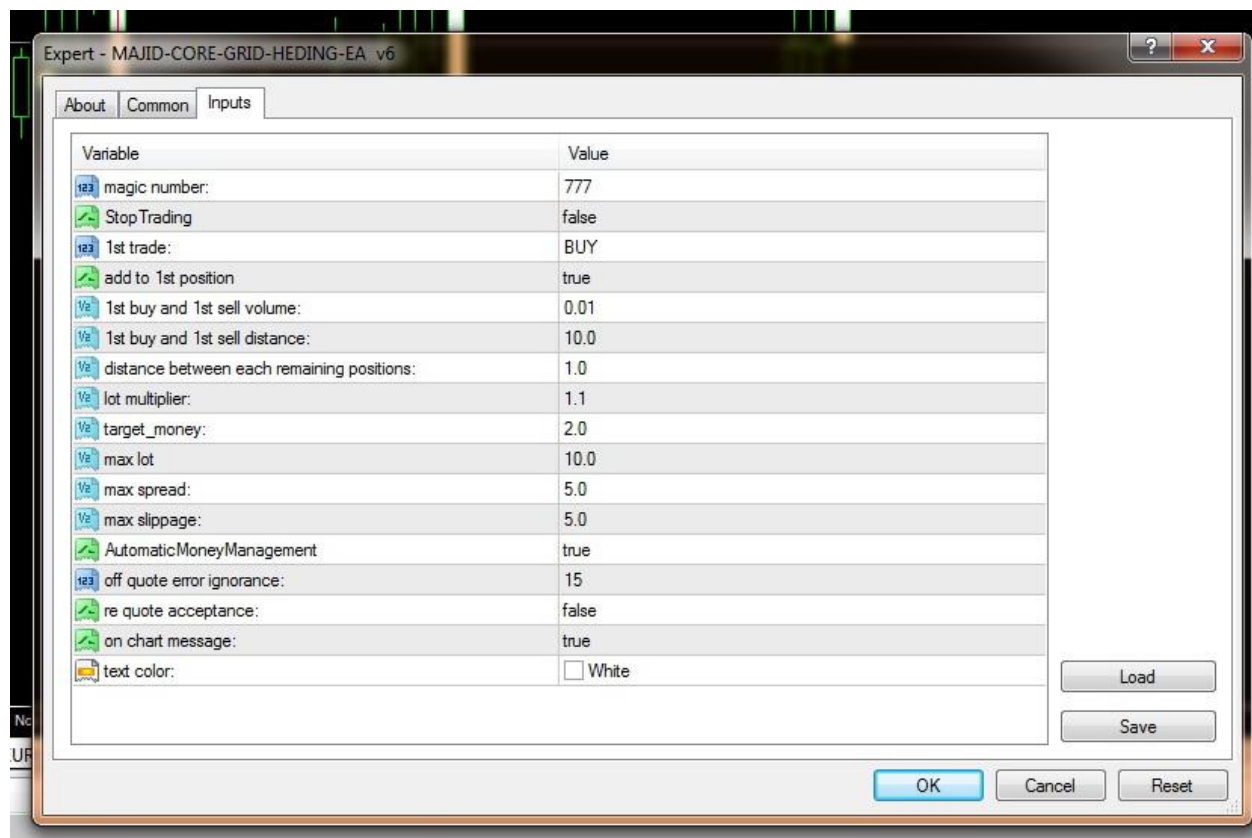 Expert - MAJID-CORE-GRID-HEDING-EA v6
About Common Inputs
Variable Value
magic number: 777
StopTrading false
1st trade: BUY
add to 1st position true
1st buy and 1st sell volume: 0.01
1st buy and 1st sell distance: 10.0
distance between each remaining positions: 1.0
lot multiplier: 1.1
target_money: 2.0
max lot 10.0
max spread: 5.0
max slippage: 5.0
AutomaticMoneyManagement true
off quote error ignorance: 15
re quote acceptance: false
on chart message: true
text color: White
Load
Save
OK Cancel Reset